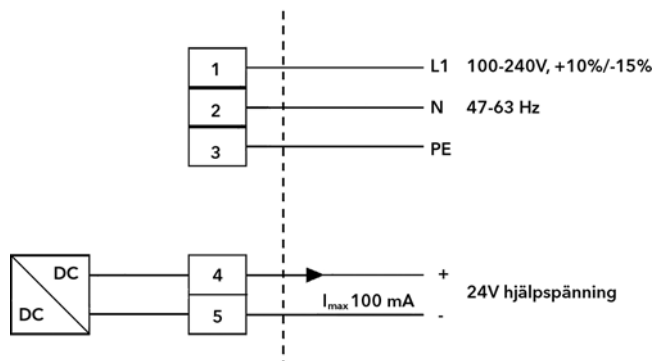 1 L1 100-240V, +10%/-15%
2 N 47-63 Hz
3 PE
DC 4 + 24V hjälpspänning
DC 5 Imax 100 mA -